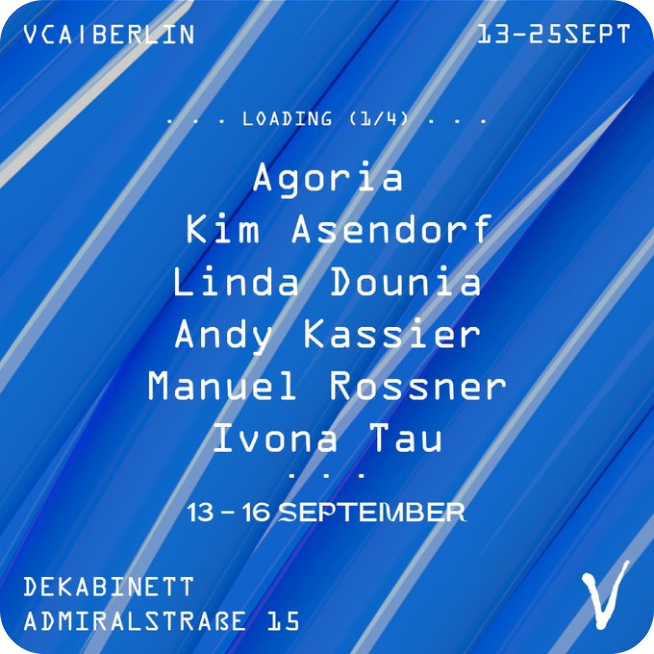 VCA|BERLIN
13-25SEPT
. . . LOADING (1/4) . . .
Agoria
Kim Asendorf
Linda Dounia
Andy Kassier
Manuel Rossner
Ivona Tau
. . .
13 – 16 SEPTEMBER
DEKABINETT
ADMIRALSTRAßE 15
V